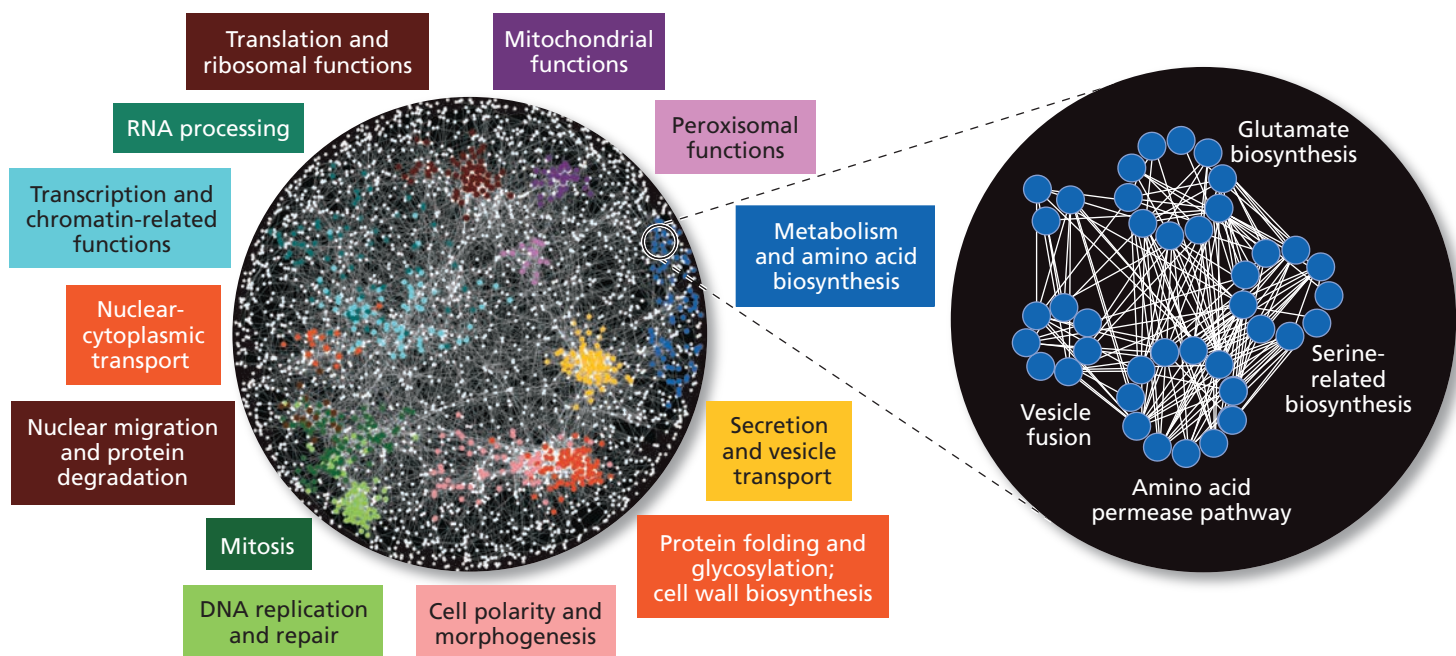 Translation and
ribosomal functions
Mitochondrial
functions
RNA processing
Peroxisomal
functions
Transcription and
chromatin-related
functions
Metabolism
and amino acid
biosynthesis
Nuclear-
cytoplasmic
transport
Nuclear migration
and protein
degradation
Secretion
and vesicle
transport
Mitosis
Protein folding and
glycosylation;
cell wall biosynthesis
DNA replication
and repair
Cell polarity and
morphogenesis
Glutamate
biosynthesis
Serine-
related
biosynthesis
Vesicle
fusion
Amino acid
permease pathway